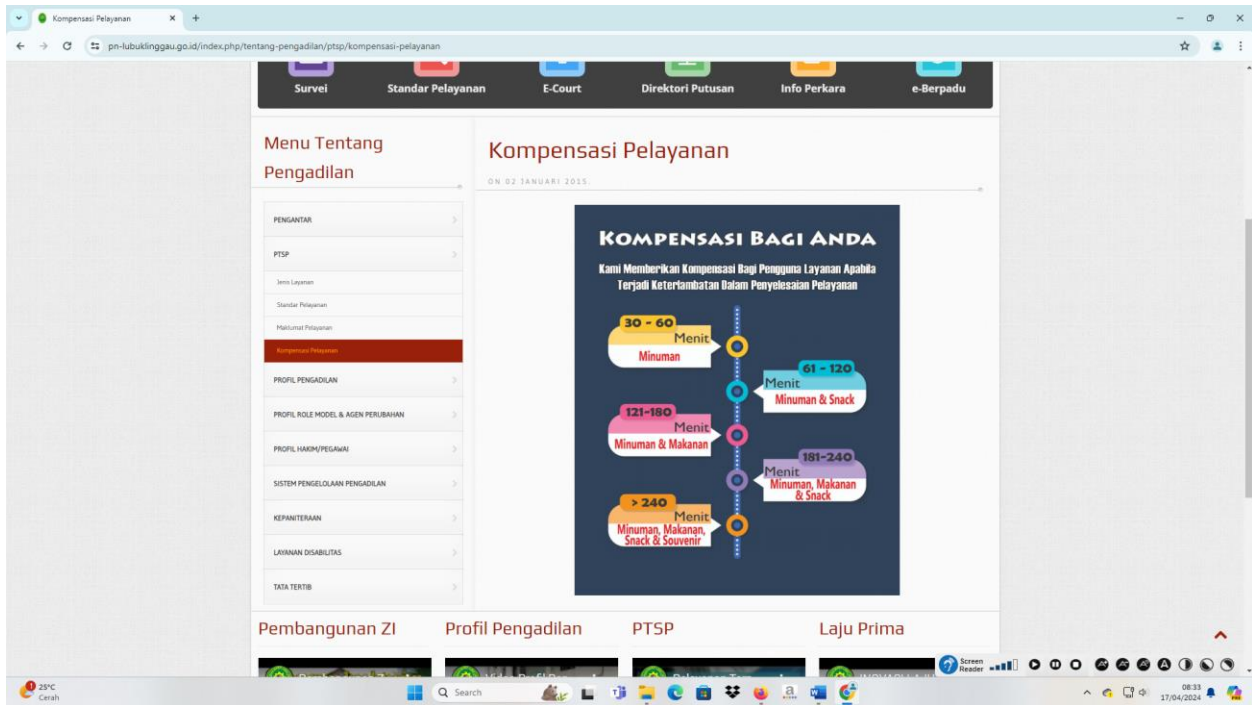 Kompensasi Pelayanan
pn-lubuklinggau.go.id/index.php/tentang-pengadilan/ptsp/kompensasi-pelayanan
Survei
Standar Pelayanan
E-Court
Direktori Putusan
Info Perkara
e-Berpadu
Menu Tentang
Pengadilan
PENGANTAR
PTSP
Jenis Layanan
Standar Pelayanan
Maklumat Pelayanan
Kompensasi Pelayanan
PROFIL PENGADILAN
PROFIL ROLE MODEL & AGEN PERUBAHAN
PROFIL HAKIM/PEGAWAI
SISTEM PENGELOLAAN PENGADILAN
KEPANITERAAN
LAYANAN DISABILITAS
TATA TERTIB
Kompensasi Pelayanan
ON 02 JANUARI 2015.
KOMPENSASI BAGI ANDA
Kami Memberikan Kompensasi Bagi Pengguna Layanan Apabila
Terjadi Keterlambatan Dalam Penyelesaian Pelayanan
30 - 60
Menit
Minuman
61 - 120
Menit
Minuman & Snack
121-180
Menit
Minuman & Makanan
181-240
Menit
Minuman, Makanan
& Snack
> 240
Menit
Minuman, Makanan,
Snack & Souvenir
Pembangunan ZI
Profil Pengadilan
PTSP
Laju Prima
Screen
Reader
25°C
Cerah
Search
08:33
17/04/2024